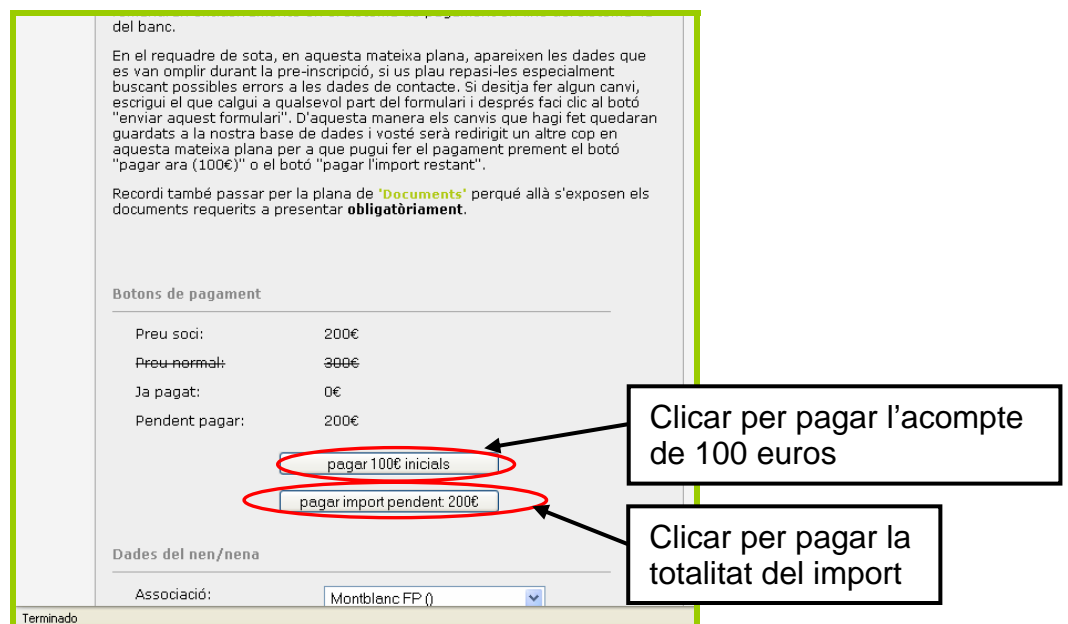 del banc.
En el requadre de sota, en aquesta mateixa plana, apareixen les dades que
es van omplir durant la pre-inscripció, si us plau repasi-les especialment
buscant possibles errors a les dades de contacte. Si desitja fer algun canvi,
escrigui el que calgui a qualsevol part del formulari i després faci clic al botó
"enviar aquest formulari". D'aquesta manera els canvis que hagi fet quedaran
guardats a la nostra base de dades i vosté serà redirigit un altre cop en
aquesta mateixa plana per a que pugui fer el pagament prement el botó
"pagar ara (100€)" o el botó "pagar l'import restant".
Recordi també passar per la plana de 'Documents' perqué allà s'exposen els
documents requerits a presentar obligatòriament.
Botons de pagament
Preu soci: 200€
Preu normal: 300€
Ja pagat: 0€
Pendent pagar: 200€
pagar 100€ inicials
pagar import pendent: 200€
Clicar per pagar l’acompte
de 100 euros
Clicar per pagar la
totalitat del import
Dades del nen/nena
Associació: Montblanc FP ()
Terminado